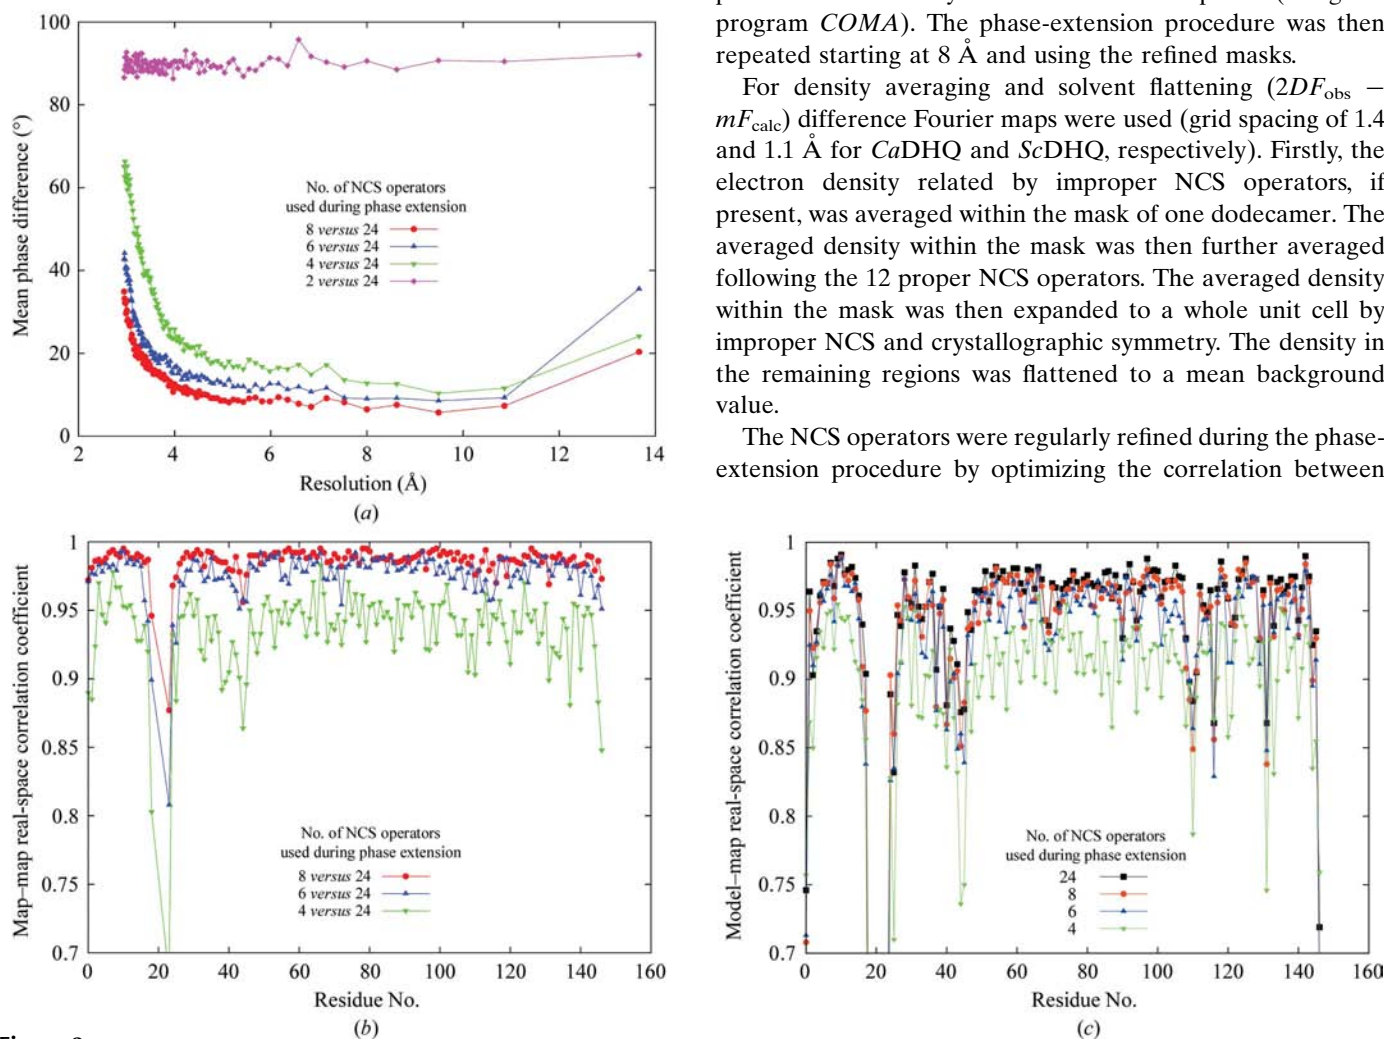 100
80
60
40
20
0
Mean phase difference (°)
No. of NCS operators
used during phase extension
8 versus 24
6 versus 24
4 versus 24
2 versus 24
2 4 6 8 10 12 14
Resolution (Å)
(a)
program COMA). The phase-extension procedure was then
repeated starting at 8 Å and using the refined masks.
For density averaging and solvent flattening (2DFobs −
mFcalc) difference Fourier maps were used (grid spacing of 1.4
and 1.1 Å for CaDHQ and ScDHQ, respectively). Firstly, the
electron density related by improper NCS operators, if
present, was averaged within the mask of one dodecamer. The
averaged density within the mask was then further averaged
following the 12 proper NCS operators. The averaged density
within the mask was then expanded to a whole unit cell by
improper NCS and crystallographic symmetry. The density in
the remaining regions was flattened to a mean background
value.
The NCS operators were regularly refined during the phase-
extension procedure by optimizing the correlation between
1
0.95
0.9
0.85
0.8
0.75
0.7
Map–map real-space correlation coefficient
No. of NCS operators
used during phase extension
8 versus 24
6 versus 24
4 versus 24
0 20 40 60 80 100 120 140 160
Residue No.
(b)
1
0.95
0.9
0.85
0.8
0.75
0.7
Model–map real-space correlation coefficient
No. of NCS operators
used during phase extension
24
8
6
4
0 20 40 60 80 100 120 140 160
Residue No.
(c)